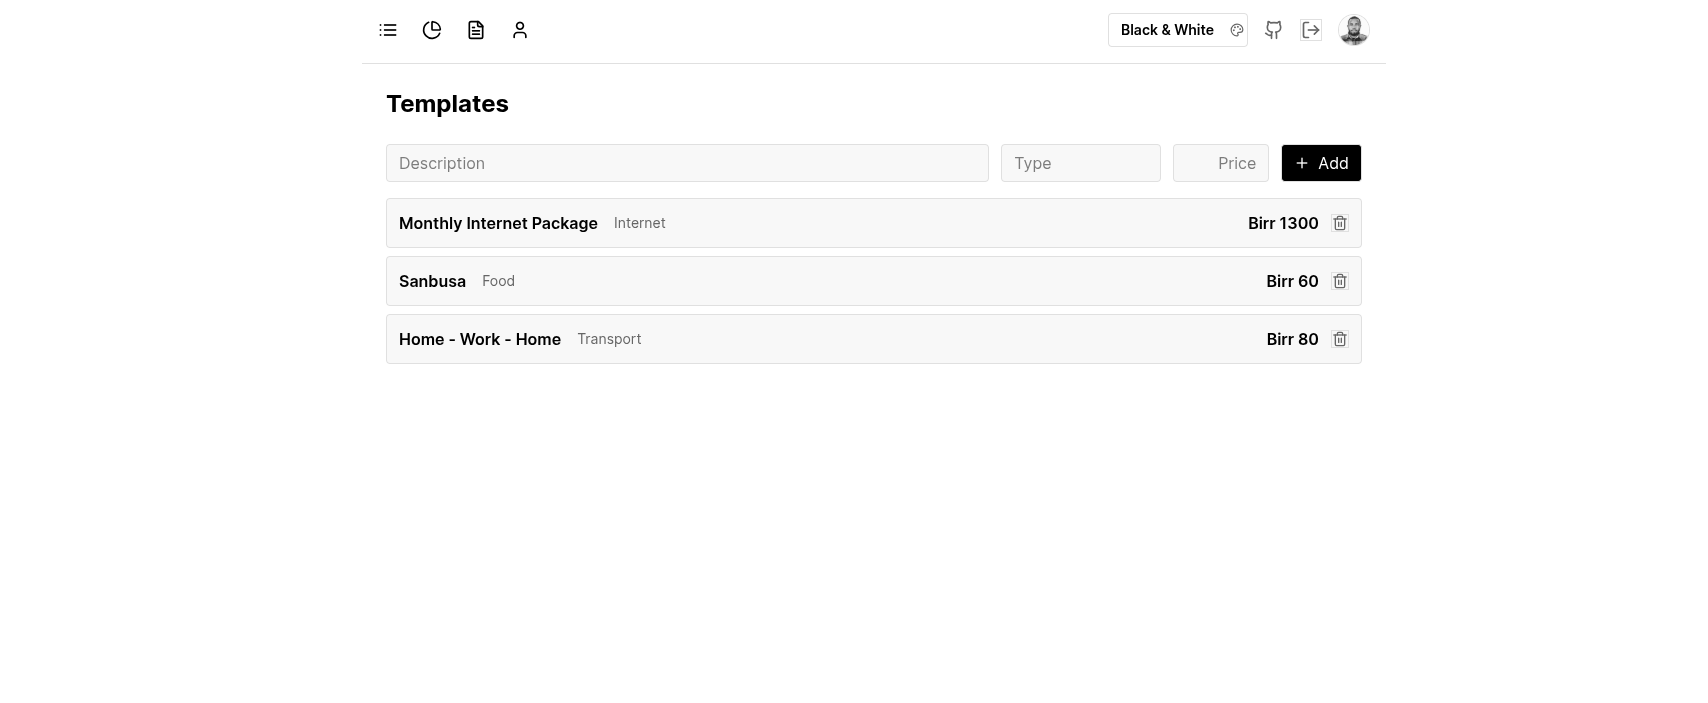 Black & White
Templates
Description Type Price Add
Monthly Internet Package Internet Birr 1300
Sanbusa Food Birr 60
Home - Work - Home Transport Birr 80